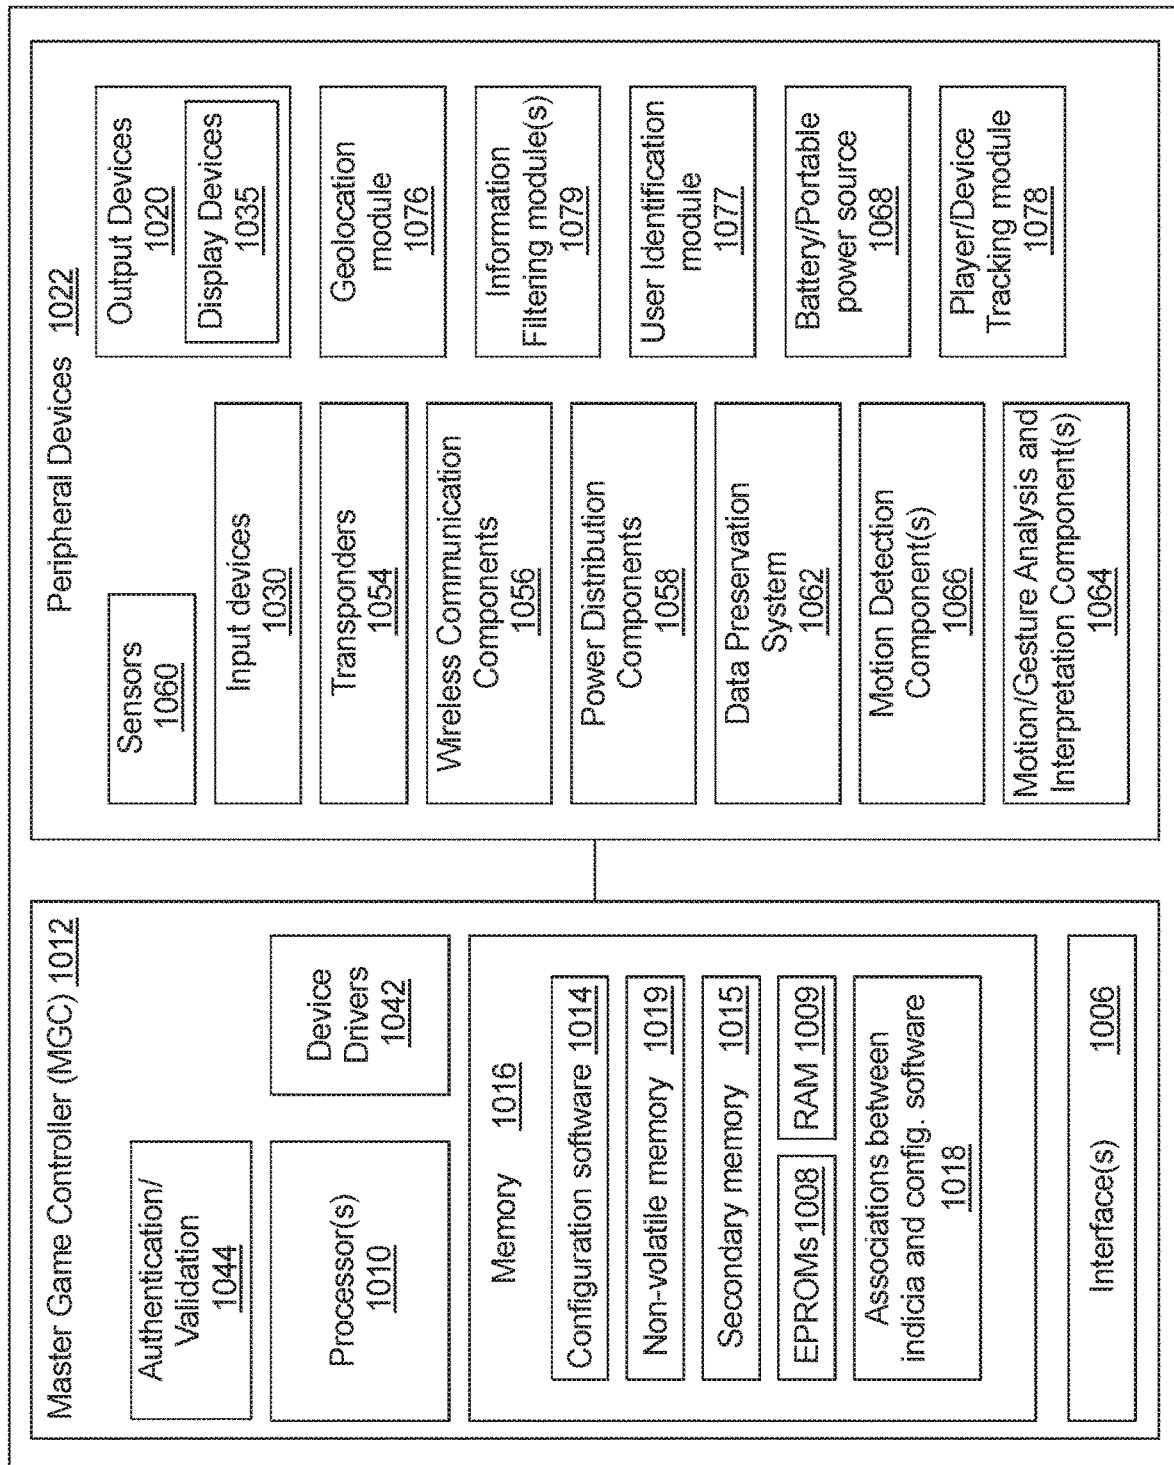 Master Game Controller (MGC) 1012
Authentication/
Validation
1044
Processor(s)
1010
Device
Drivers
1042
Memory 1016
Configuration software 1014
Non-volatile memory 1019
Secondary memory 1015
EPROMs1008
RAM 1009
Associations between
indicia and config. software
1018
Interface(s) 1006
Peripheral Devices 1022
Sensors
1060
Input devices
1030
Transponders
1054
Wireless Communication
Components
1056
Power Distribution
Components
1058
Data Preservation
System
1062
Motion Detection
Component(s)
1066
Motion/Gesture Analysis and
Interpretation Component(s)
1064
Output Devices
1020
Display Devices
1035
Geolocation
module
1076
Information
Filtering module(s)
1079
User Identification
module
1077
Battery/Portable
power source
1068
Player/Device
Tracking module
1078